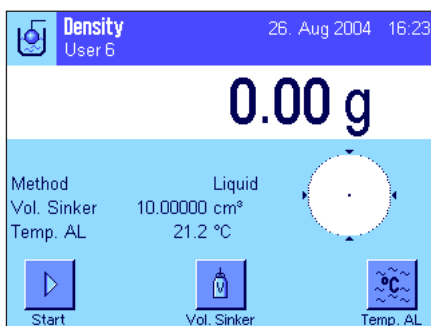 Density 26. Aug 2004 16:23
User 6
0.00 g
Method Liquid
Vol. Sinker 10.00000 cm³
Temp. AL 21.2 °C
V °C
Start Vol. Sinker Temp. AL